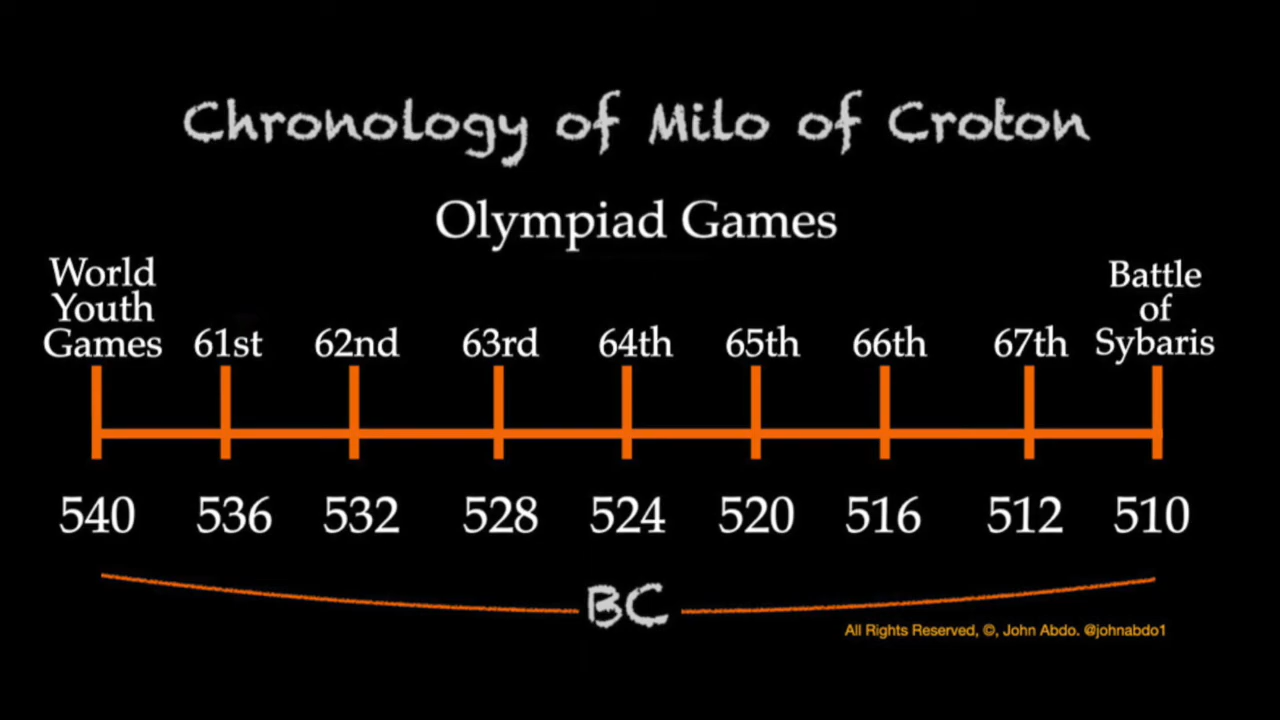 Chronology of Milo of Croton
Olympiad Games
World
Youth
Games
61st
62nd
63rd
64th
65th
66th
67th
Battle
of
Sybaris
540
536
532
528
524
520
516
512
510
BC
All Rights Reserved, ©, John Abdo. @johnabdo1